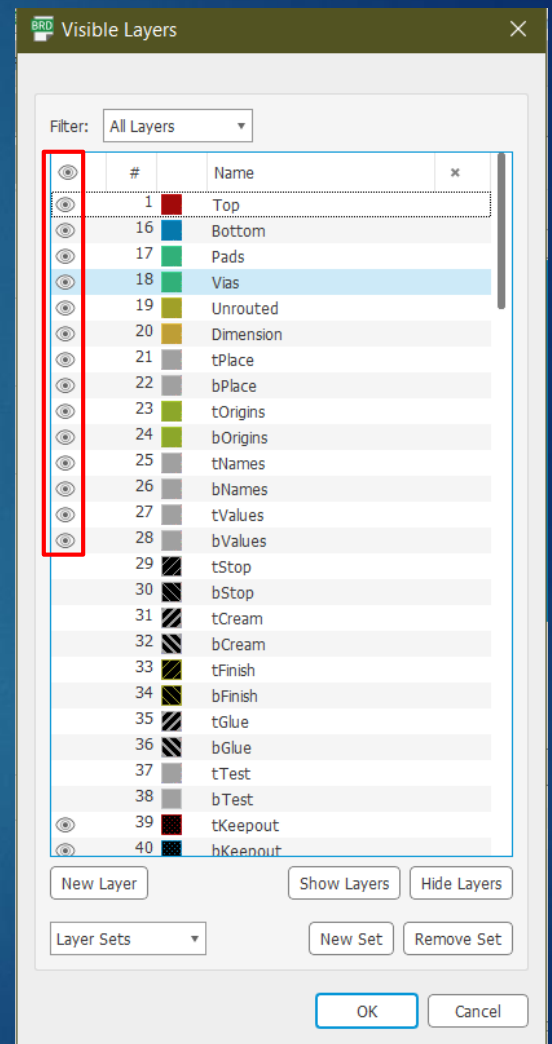 BRD Visible Layers
Filter: All Layers
# Name
1 Top
16 Bottom
17 Pads
18 Vias
19 Unrouted
20 Dimension
21 tPlace
22 bPlace
23 tOrigins
24 bOrigins
25 tNames
26 bNames
27 tValues
28 bValues
29 tStop
30 bStop
31 tCream
32 bCream
33 tFinish
34 bFinish
35 tGlue
36 bGlue
37 tTest
38 bTest
39 tKeepout
40 bKeepout
New Layer Show Layers Hide Layers
Layer Sets New Set Remove Set
OK Cancel